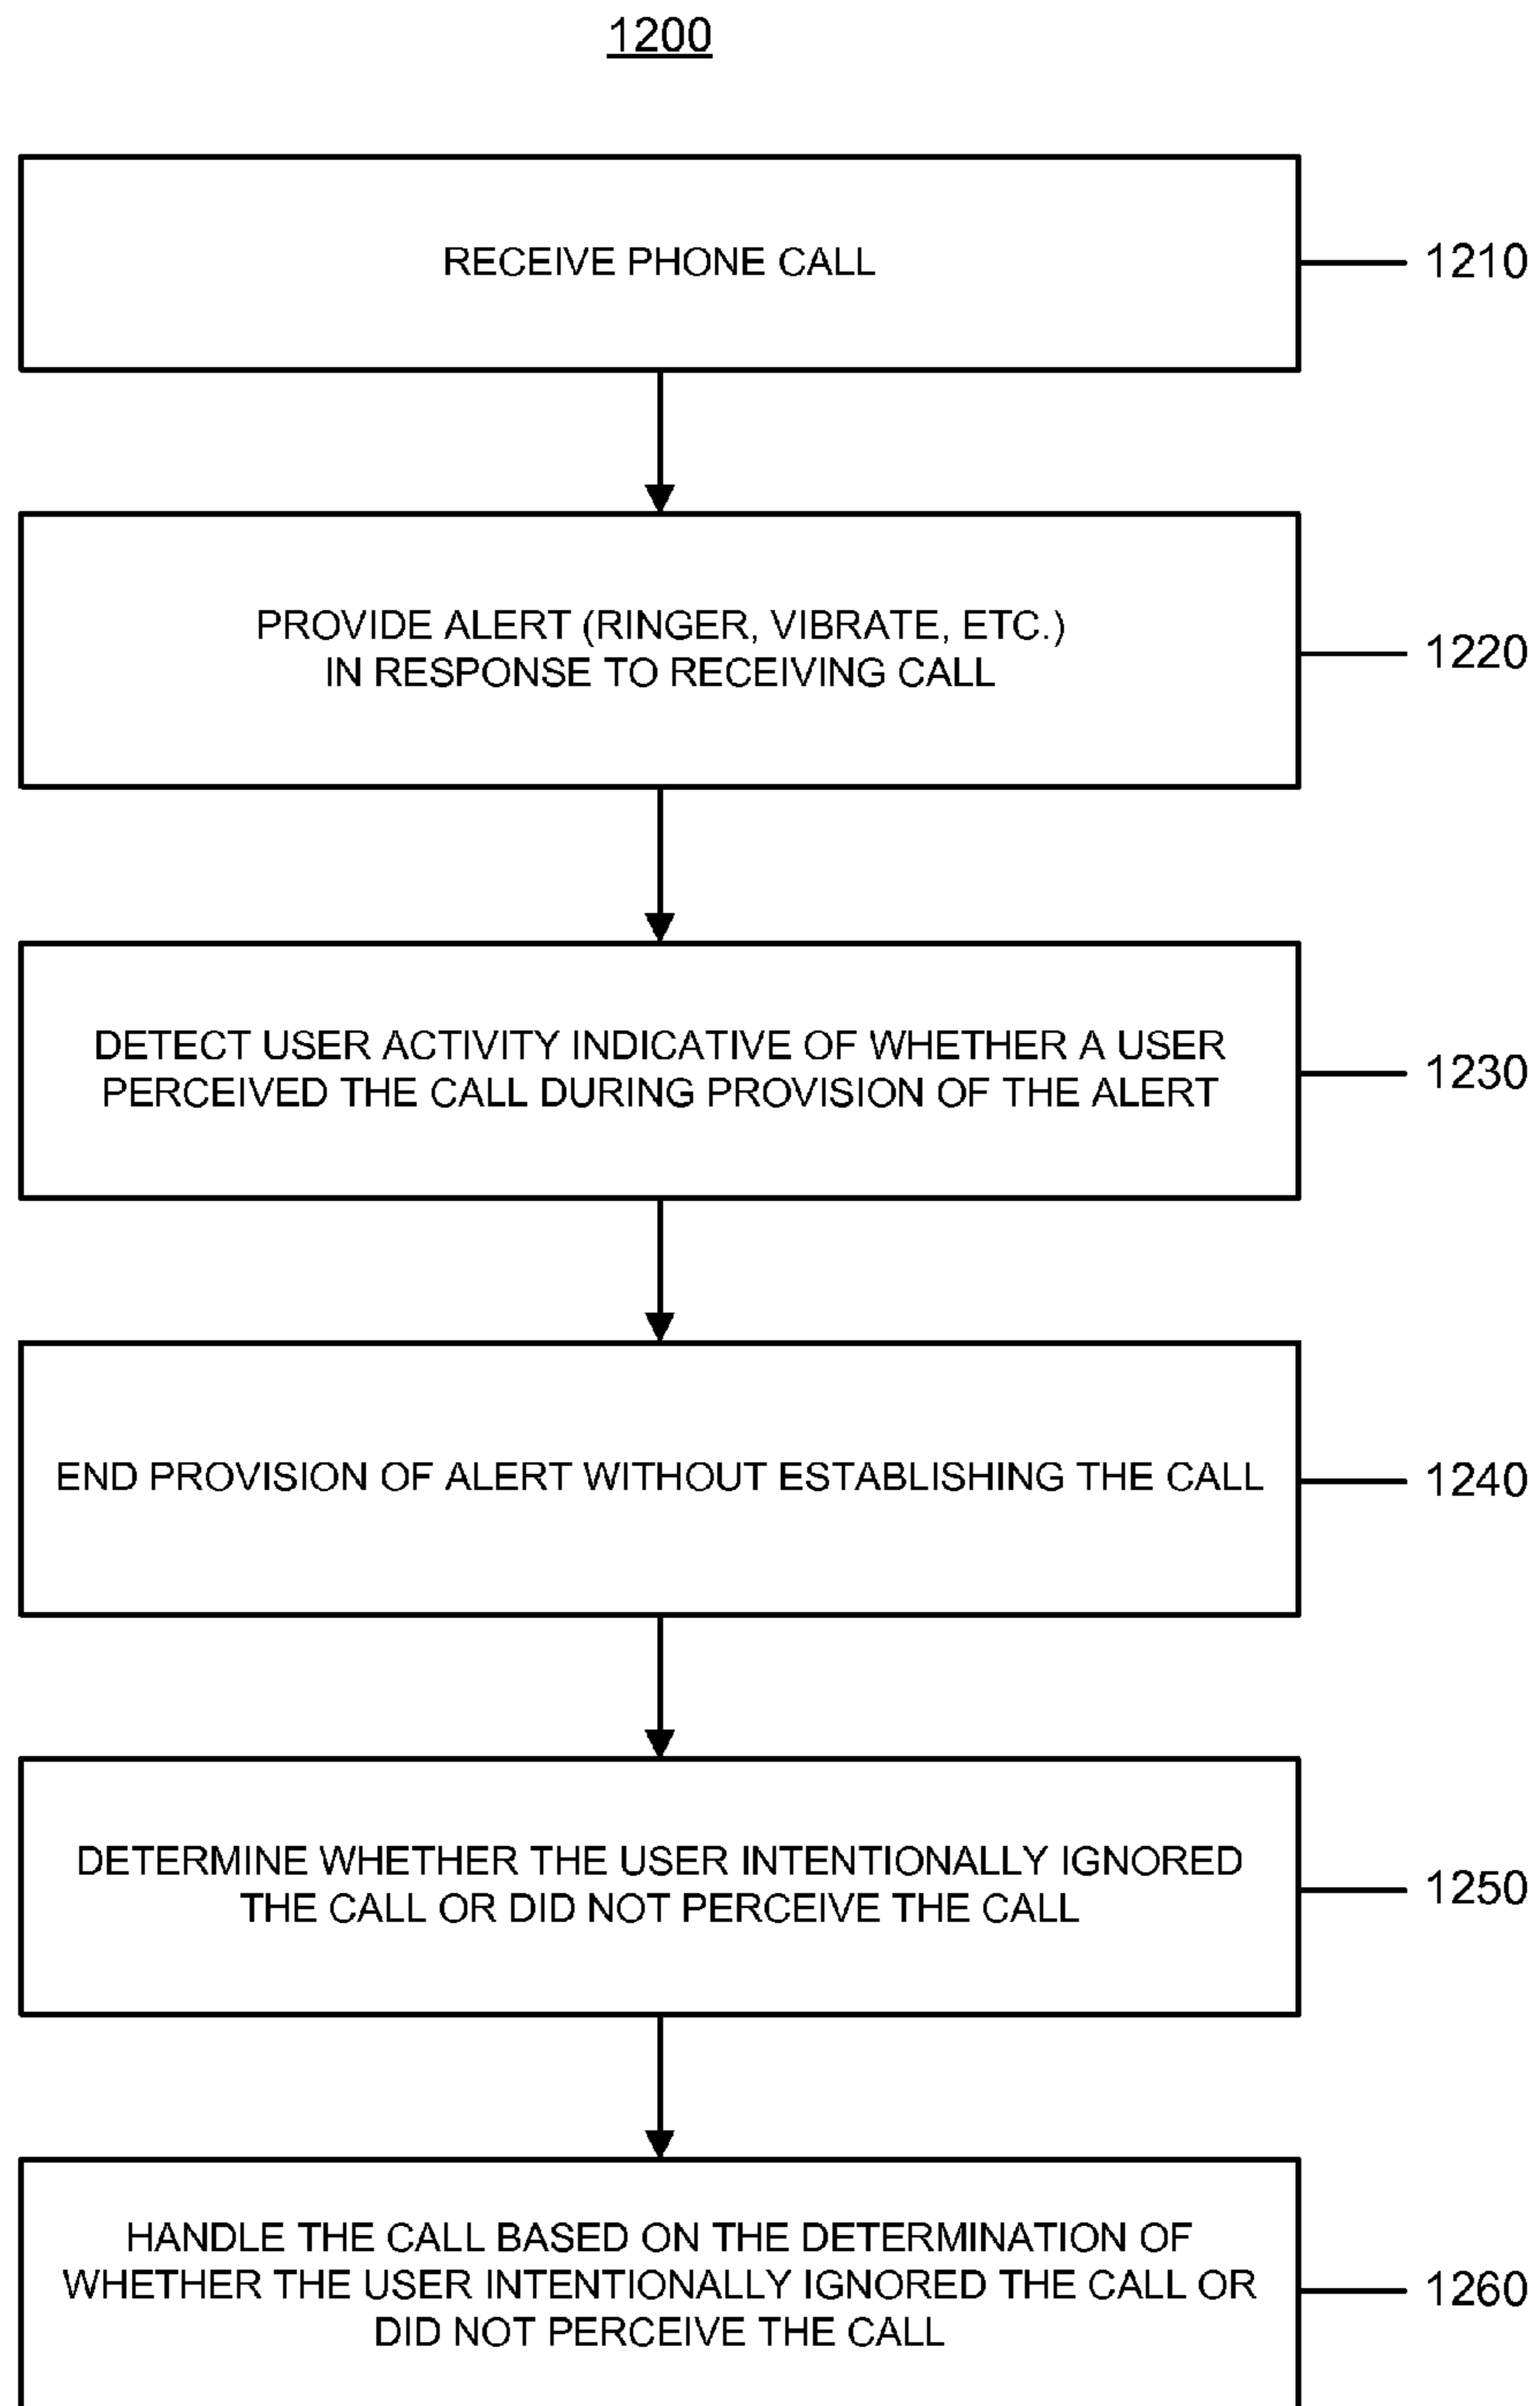 1200
RECEIVE PHONE CALL
1210
PROVIDE ALERT (RINGER, VIBRATE, ETC.)
IN RESPONSE TO RECEIVING CALL
1220
DETECT USER ACTIVITY INDICATIVE OF WHETHER A USER
PERCEIVED THE CALL DURING PROVISION OF THE ALERT
1230
END PROVISION OF ALERT WITHOUT ESTABLISHING THE CALL
1240
DETERMINE WHETHER THE USER INTENTIONALLY IGNORED
THE CALL OR DID NOT PERCEIVE THE CALL
1250
HANDLE THE CALL BASED ON THE DETERMINATION OF
WHETHER THE USER INTENTIONALLY IGNORED THE CALL OR
DID NOT PERCEIVE THE CALL
1260